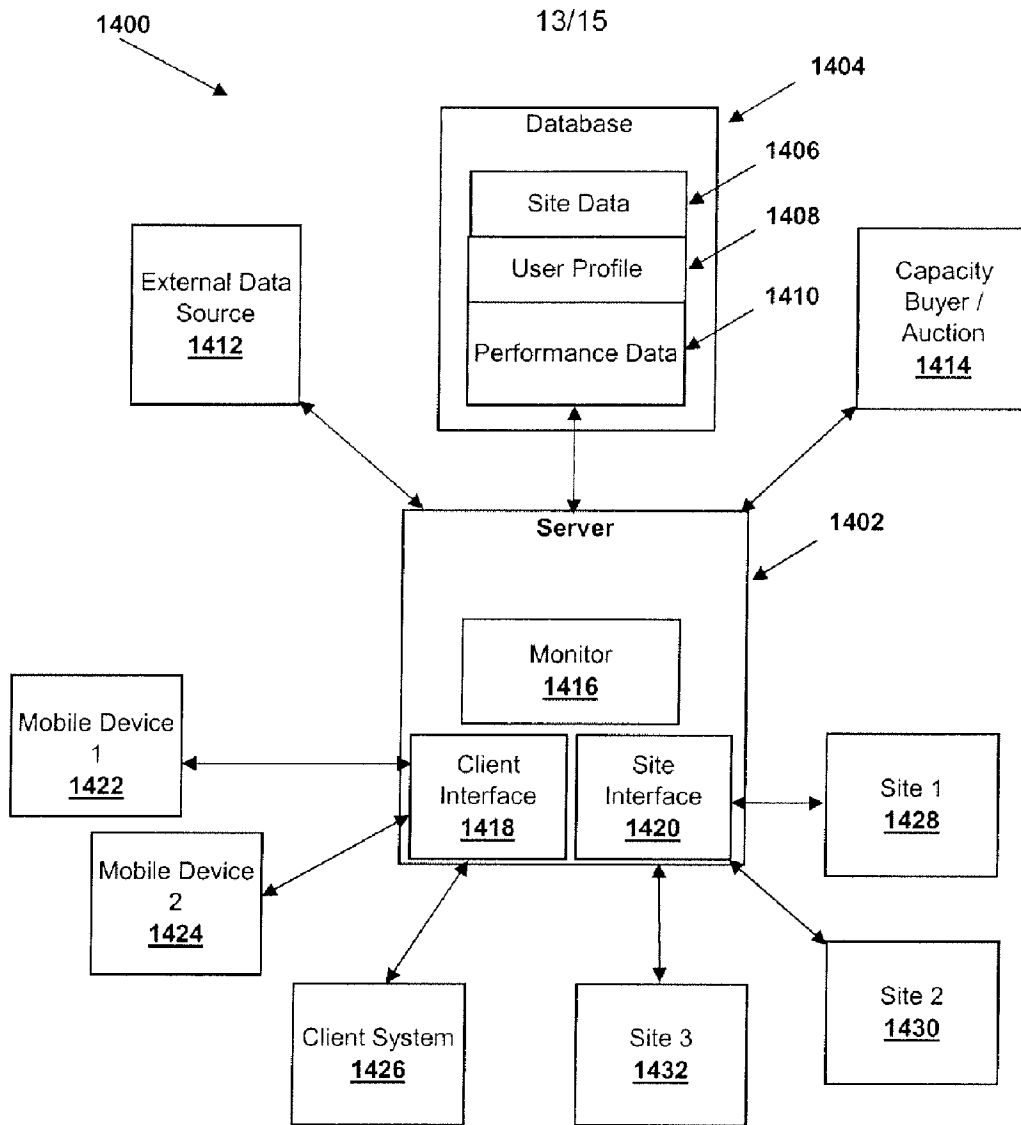 1400
13/15
1404
Database
1406
Site Data
1408
User Profile
1410
Performance Data
External Data
Source
1412
Capacity
Buyer /
Auction
1414
1402
Server
Monitor
1416
Mobile Device
1
1422
Client
Interface
1418
Site
Interface
1420
Site 1
1428
Mobile Device
2
1424
Client System
1426
Site 3
1432
Site 2
1430